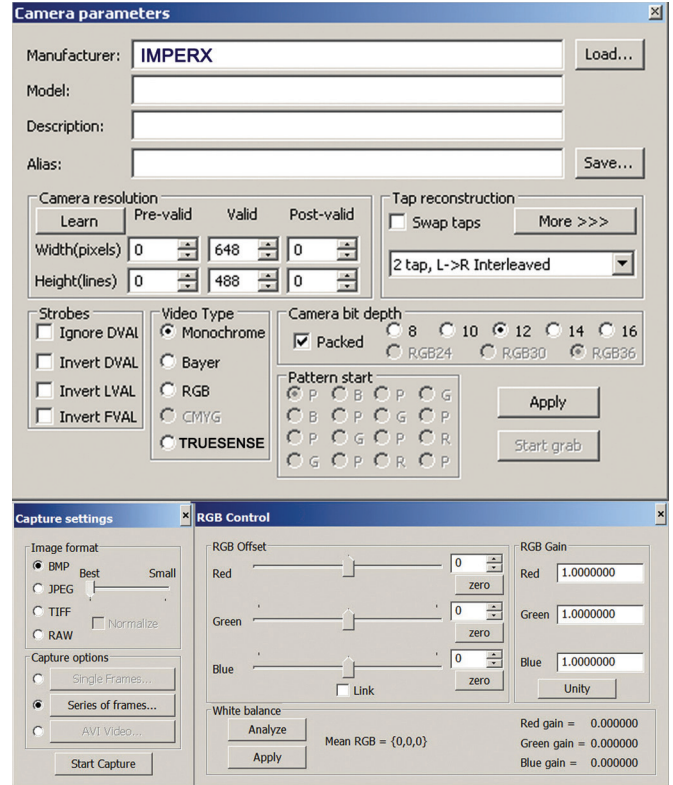 Camera parameters
Manufacturer: IMPERX Load...
Model:
Description:
Alias: Save...
Camera resolution Tap reconstruction
Learn Pre-valid Valid Post-valid Swap taps More >>>
Width(pixels) 0 648 0
2 tap, L->R Interleaved
Height(lines) 0 488 0
Strobes Video Type Camera bit depth
Ignore DVAL Monochrome Packed 8 10 12 14 16
RGB24 RGB30 RGB36
Invert DVAL Bayer
Pattern start
Invert LVAL RGB P B P G Apply
Invert FVAL CMYG B P G P
TRUESENSE P G P R Start grab
G P R P
Capture settings
Image format
BMP Best Small
JPEG
TIFF Normalize
RAW
Capture options
Single Frames...
Series of frames...
AVI Video...
Start Capture
RGB Control
RGB Offset RGB Gain
Red 0 Red 1.0000000
zero
Green 0 Green 1.0000000
zero
Blue 0 Blue 1.0000000
Link zero Unity
White balance
Analyze Mean RGB = {0,0,0} Red gain = 0.000000
Green gain = 0.000000
Apply Blue gain = 0.000000